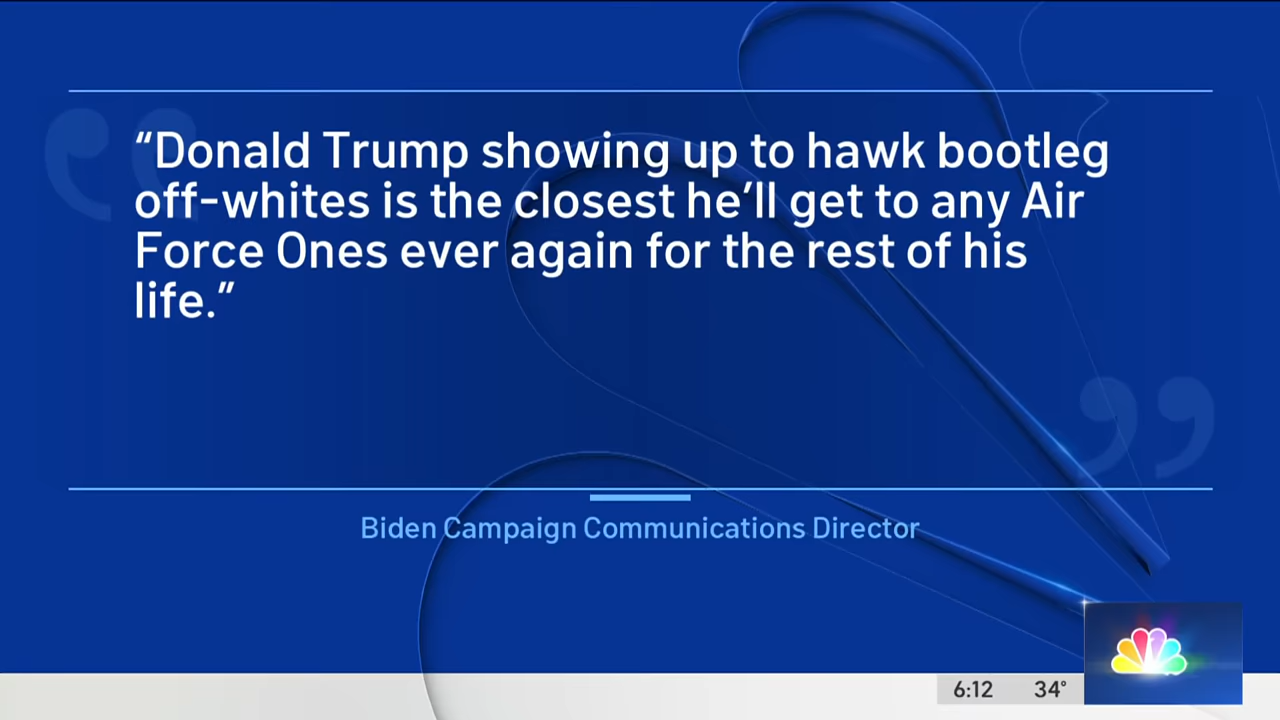 “Donald Trump showing up to hawk bootleg
off-whites is the closest he’ll get to any Air
Force Ones ever again for the rest of his
life.”
Biden Campaign Communications Director
6:12 34°